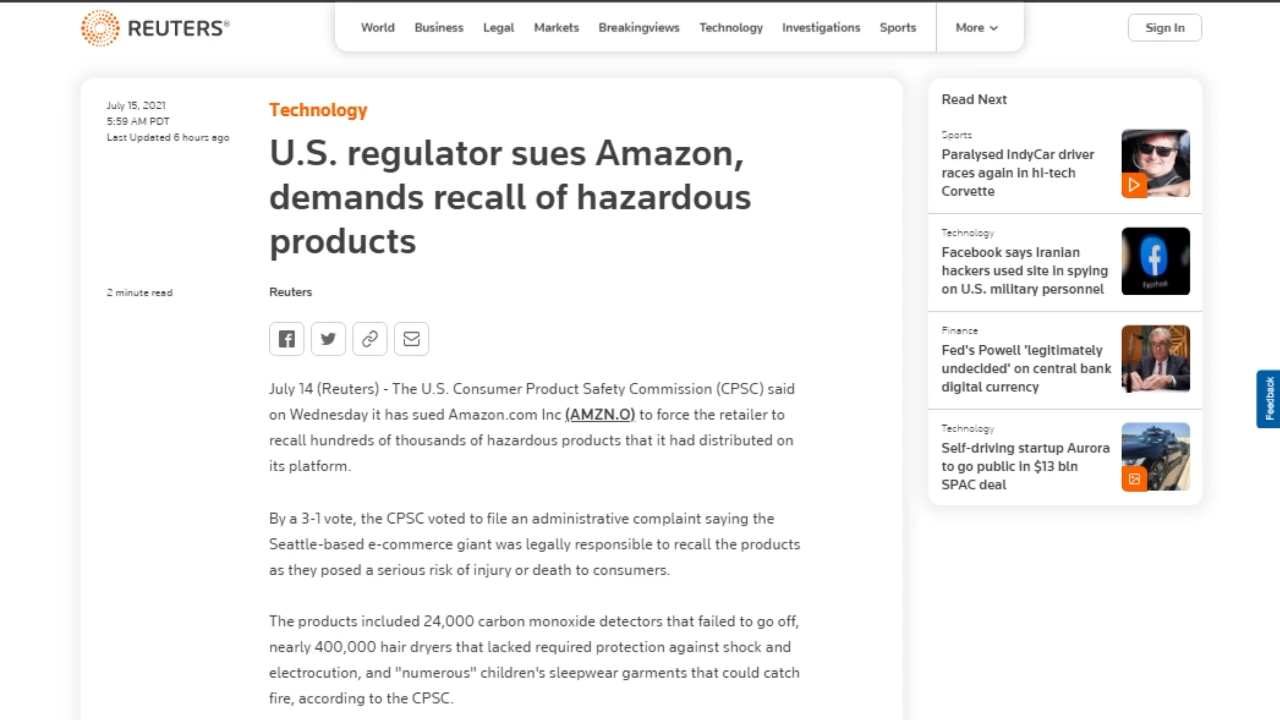 REUTERS®
World Business Legal Markets Breakingviews Technology Investigations Sports More
Sign In
July 15, 2021
5:59 AM PDT
Last Updated 6 hours ago
Technology
U.S. regulator sues Amazon,
demands recall of hazardous
products
2 minute read
Reuters
July 14 (Reuters) - The U.S. Consumer Product Safety Commission (CPSC) said
on Wednesday it has sued Amazon.com Inc (AMZN.O) to force the retailer to
recall hundreds of thousands of hazardous products that it had distributed on
its platform.
By a 3-1 vote, the CPSC voted to file an administrative complaint saying the
Seattle-based e-commerce giant was legally responsible to recall the products
as they posed a serious risk of injury or death to consumers.
The products included 24,000 carbon monoxide detectors that failed to go off,
nearly 400,000 hair dryers that lacked required protection against shock and
electrocution, and "numerous" children's sleepwear garments that could catch
fire, according to the CPSC.
Read Next
Sports
Paralysed IndyCar driver
races again in hi-tech
Corvette
Technology
Facebook says Iranian
hackers used site in spying
on U.S. military personnel
Facebook
Finance
Fed's Powell 'legitimately
undecided' on central bank
digital currency
Technology
Self-driving startup Aurora
to go public in $13 bln
SPAC deal
Feedback